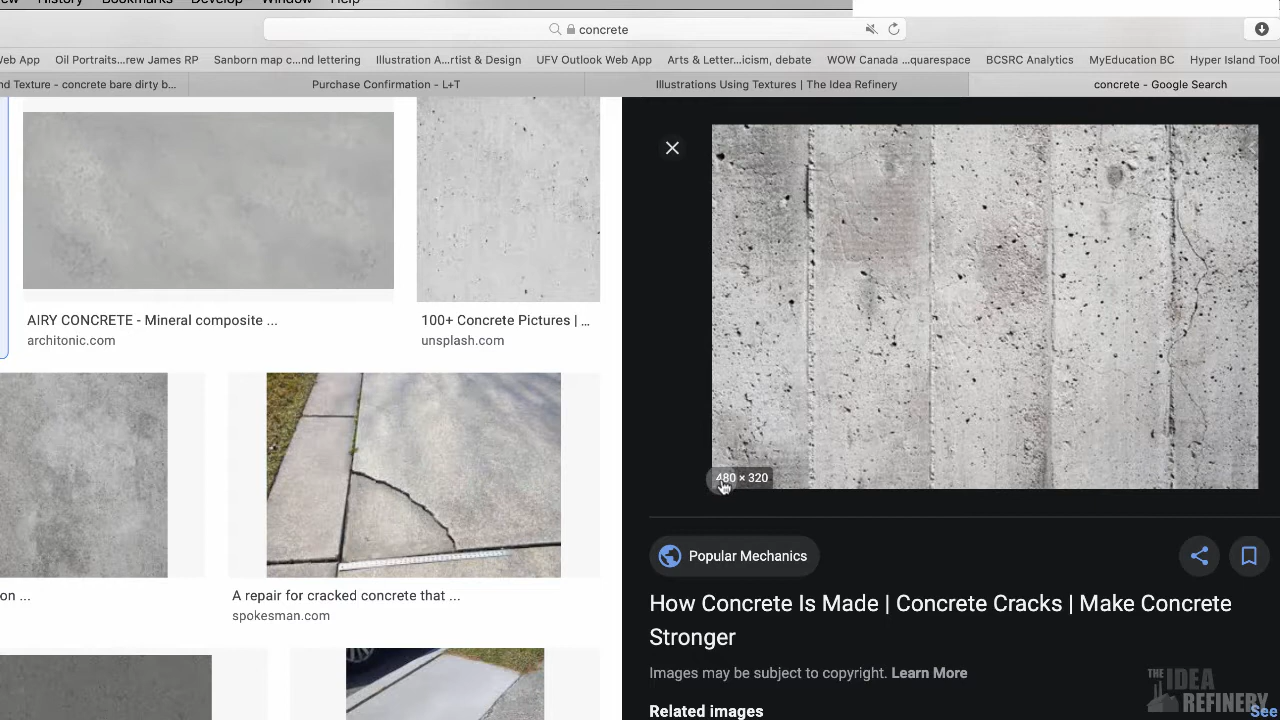 History Bookmarks Develop Window Help
concrete
Web App Oil Portraits...rew James RP Sanborn map c...nd lettering Illustration A...rtist & Design UFV Outlook Web App Arts & Letter...icism, debate WOW Canada ...quarespace BCSRC Analytics MyEducation BC Hyper Island Tool
nd Texture - concrete bare dirty b... Purchase Confirmation - L+T Illustrations Using Textures | The Idea Refinery concrete - Google Search
AIRY CONCRETE - Mineral composite ...
architonic.com
100+ Concrete Pictures | ...
unsplash.com
on ...
A repair for cracked concrete that ...
spokesman.com
480 × 320
Popular Mechanics
How Concrete Is Made | Concrete Cracks | Make Concrete
Stronger
Images may be subject to copyright. Learn More
Related images
See
THE IDEA
REFINERY